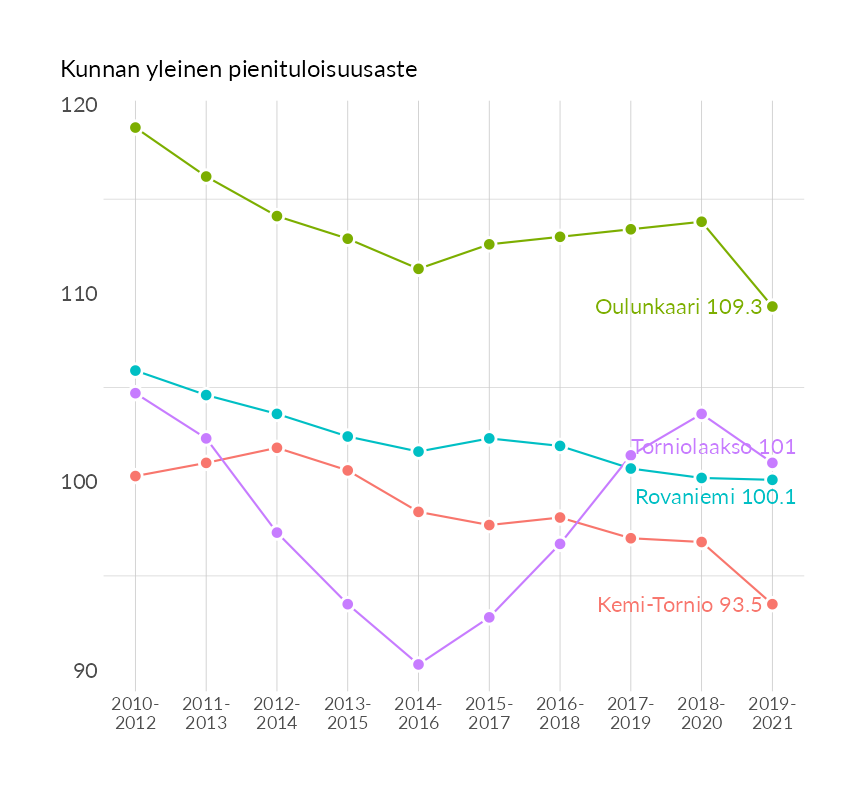 Kunnan yleinen pienituloisuusaste
120
110
100
90
Oulunkaari 109.3
Torniolaakso 101
Rovaniemi 100.1
Kemi-Tornio 93.5
2010- 2011- 2012- 2013- 2014- 2015- 2016- 2017- 2018- 2019-
2012 2013 2014 2015 2016 2017 2018 2019 2020 2021